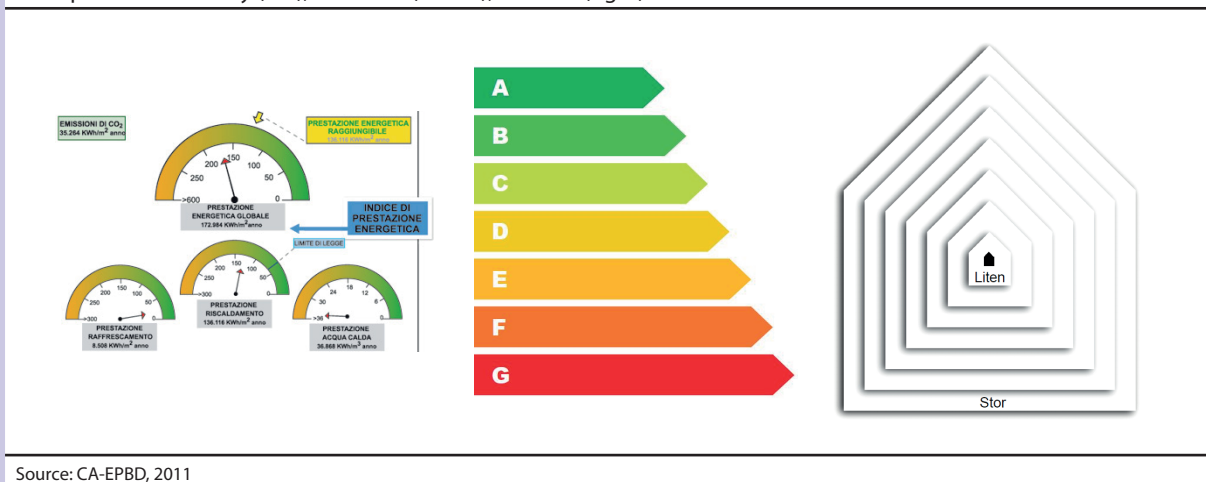 EMISSIONI DI CO2
35.264 KWh/m2 anno
PRESTAZIONE ENERGETICA
RAGGIUNGIBILE
>600
250
200
150
100
50
0
PRESTAZIONE
ENERGETICA GLOBALE
172.984 KWh/m2anno
INDICE DI
PRESTAZIONE
ENERGETICA
LIMITE DI LEGGE
>300
250
200
150
100
50
0
PRESTAZIONE
RISCALDAMENTO
136.116 KWh/m2 anno
>300
250
200
150
100
50
0
PRESTAZIONE
RAFFRESCAMENTO
8.508 KWh/m2 anno
>36
30
24
18
12
6
0
PRESTAZIONE
ACQUA CALDA
36.868 KWh/m3 anno
A
B
C
D
E
F
G
Liten
Stor
Source: CA-EPBD, 2011